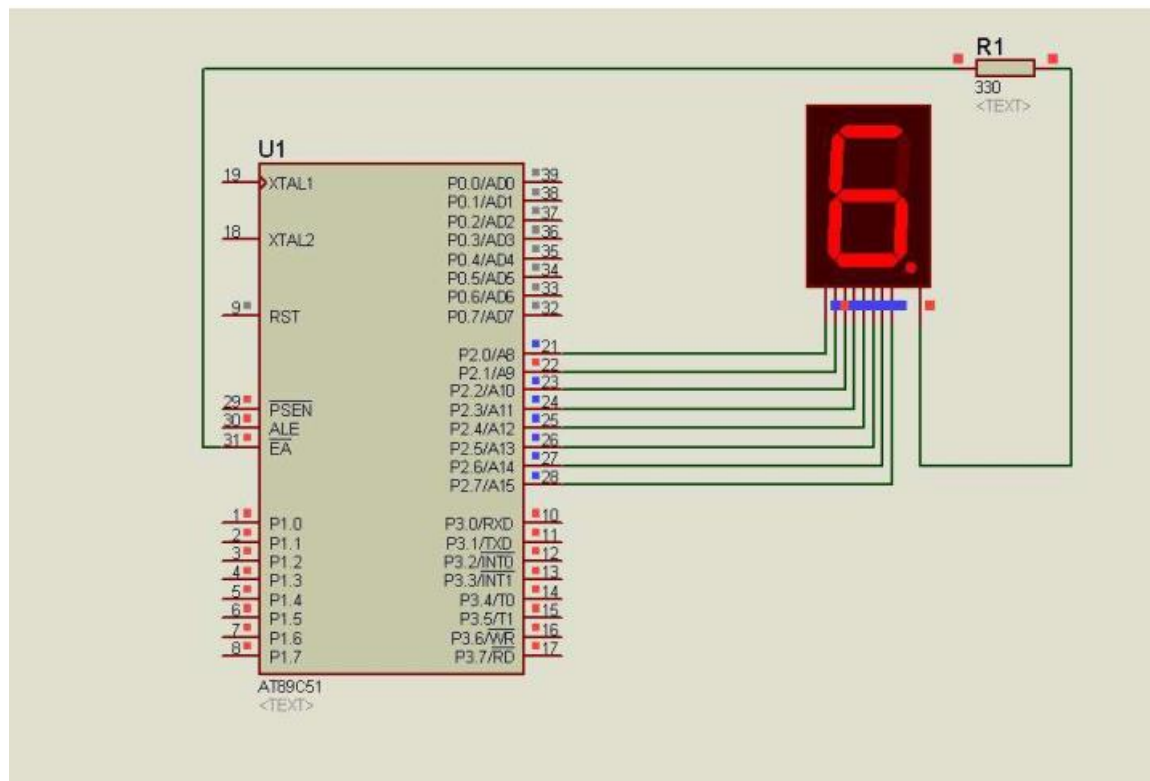 R1
330
<TEXT>
6.
U1
19 XTAL1
18 XTAL2
9 RST
29 PSEN
30 ALE
31 EA
1 P1.0
2 P1.1
3 P1.2
4 P1.3
5 P1.4
6 P1.5
7 P1.6
8 P1.7
P0.0/AD0 39
P0.1/AD1 38
P0.2/AD2 37
P0.3/AD3 36
P0.4/AD4 35
P0.5/AD5 34
P0.6/AD6 33
P0.7/AD7 32
P2.0/A8 21
P2.1/A9 22
P2.2/A10 23
P2.3/A11 24
P2.4/A12 25
P2.5/A13 26
P2.6/A14 27
P2.7/A15 28
P3.0/RXD 10
P3.1/TXD 11
P3.2/INT0 12
P3.3/INT1 13
P3.4/T0 14
P3.5/T1 15
P3.6/WR 16
P3.7/RD 17
AT89C51
<TEXT>